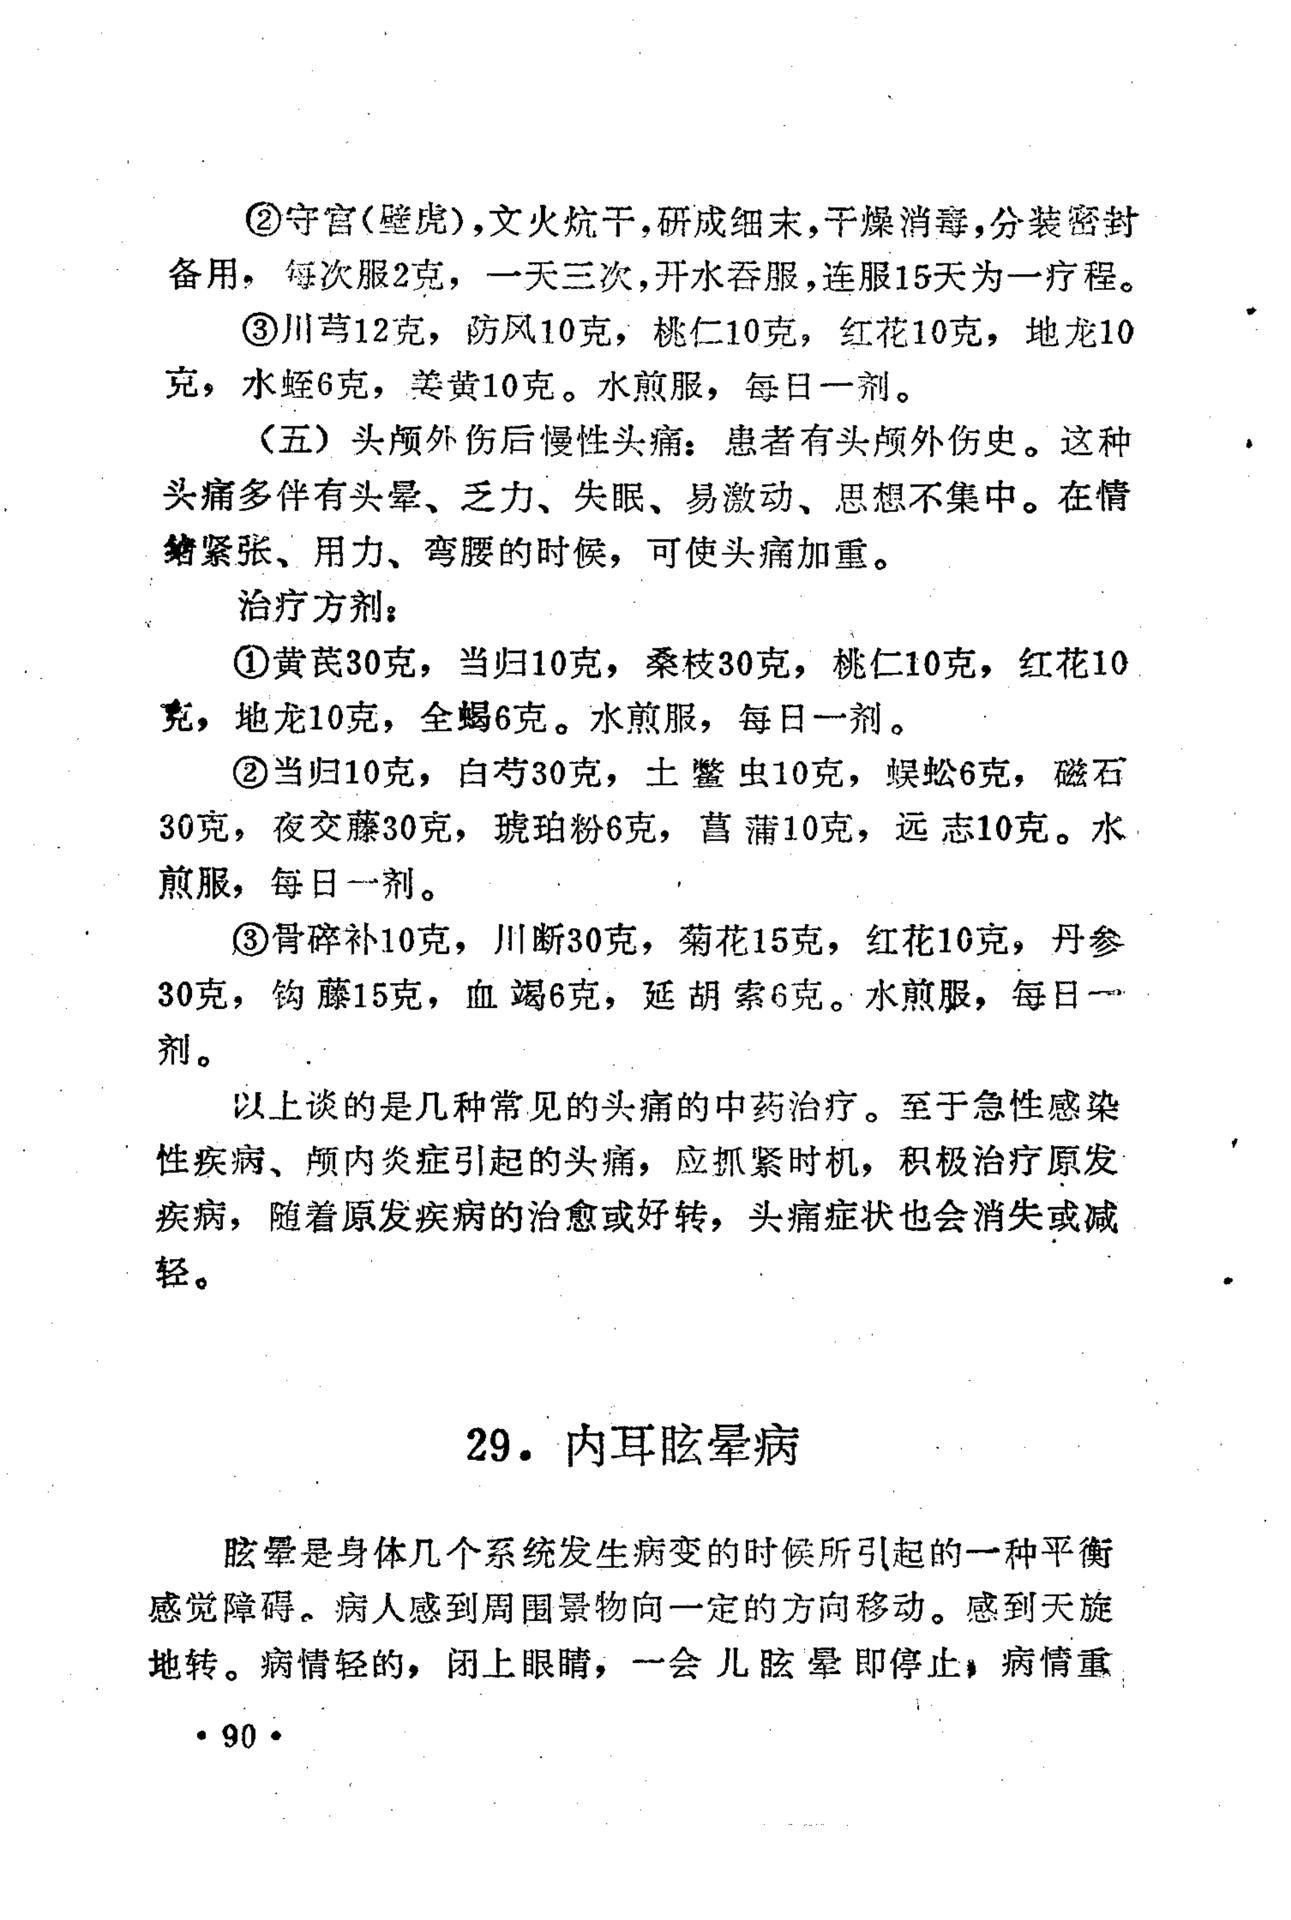 ②守宫(壁虎),文火炕干,研成细末,干燥消毒,分装密封
备用，每次服2克，一天三次,开水吞服,连服15天为一疗程。
③川芎12克，防风10克，桃仁10克，红花10克，地龙10
克，水蛭6克，姜黄10克。水煎服，每日一剂。
（五）头颅外伤后慢性头痛：患者有头颅外伤史。这种
头痛多伴有头晕、乏力、失眠、易激动、思想不集中。在情
绪紧张、用力、弯腰的时候，可使头痛加重。
治疗方剂：
①黄芪30克，当归10克，桑枝30克，桃仁10克，红花10
克，地龙10克，全蝎6克。水煎服，每日一剂。
②当归10克，白芍30克，土鳖虫10克，蜈蚣6克，磁石
30克，夜交藤30克，琥珀粉6克，菖蒲10克，远志10克。水
煎服，每日一剂。
③骨碎补10克，川断30克，菊花15克，红花10克，丹参
30克，钩藤15克，血竭6克，延胡索6克。水煎服，每日一
剂。
以上谈的是几种常见的头痛的中药治疗。至于急性感染
性疾病、颅内炎症引起的头痛，应抓紧时机，积极治疗原发
疾病，随着原发疾病的治愈或好转，头痛症状也会消失或减
轻。
29．内耳眩晕病
眩晕是身体几个系统发生病变的时候所引起的一种平衡
感觉障碍。病人感到周围景物向一定的方向移动。感到天旋
地转。病情轻的，闭上眼睛，一会儿眩晕即停止；病情重
·90·